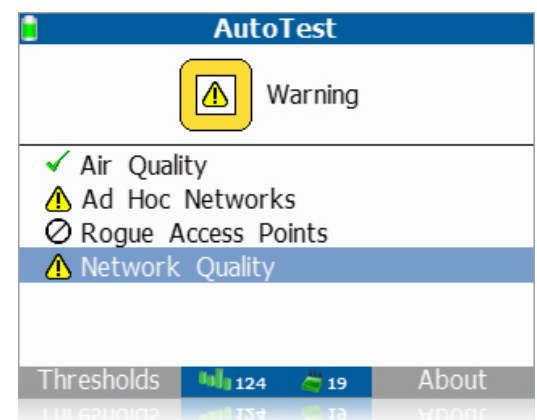 AutoTest
Warning
Air Quality
Ad Hoc Networks
Rogue Access Points
Network Quality
Thresholds 124 19 About